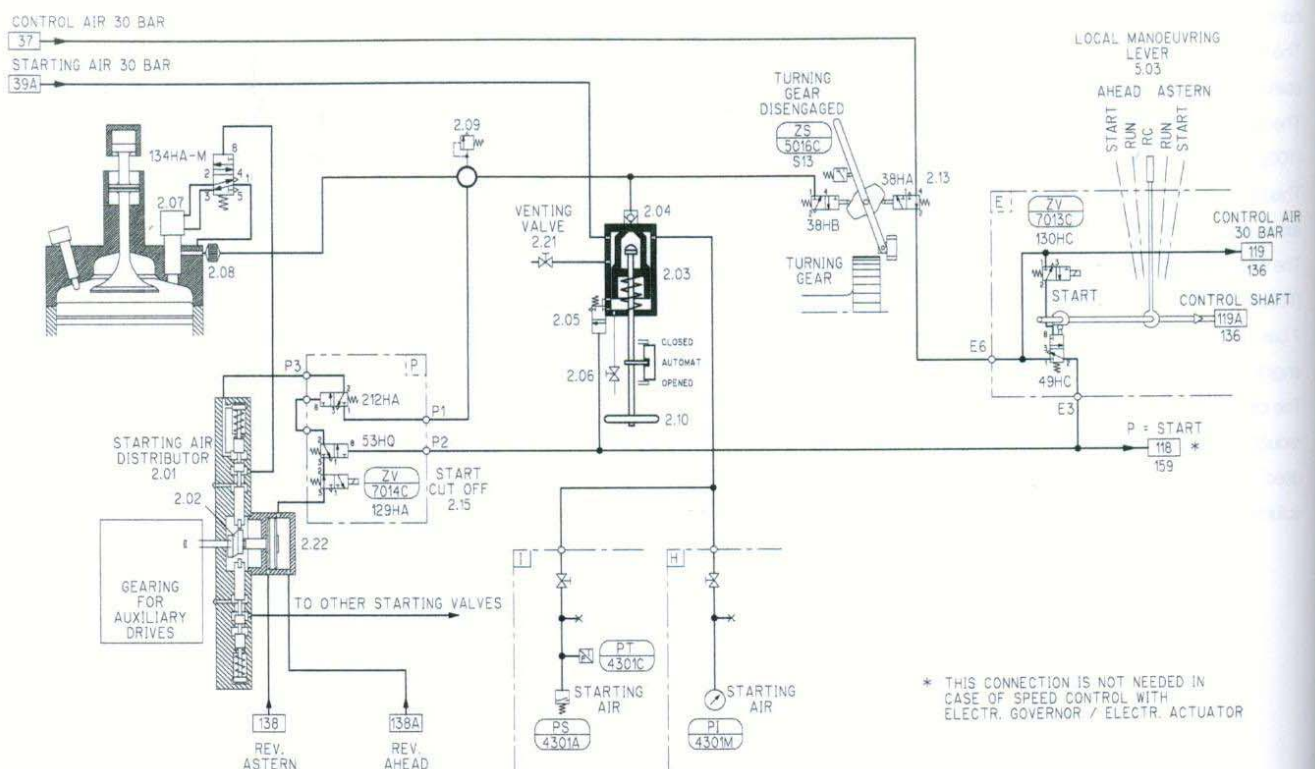 CONTROL AIR 30 BAR
37
STARTING AIR 30 BAR
39A
134HA-M
8
2
4
1
3
5
2.07
2.08
2.09
VENTING
VALVE
2.21
2.04
2.03
2.05
2.06
CLOSED
AUTOMAT
OPENED
2.10
TURNING
GEAR
DISENGAGED
ZS
5016C
S13
38HA
2.13
38HB
TURNING
GEAR
LOCAL MANOEUVRING
LEVER
5.03
AHEAD ASTERN
START
RUN
RC
RUN
START
E
ZV
7013C
130HC
START
49HC
E6
E3
CONTROL AIR
30 BAR
119
136
CONTROL SHAFT
119A
136
P = START
118 *
159
P3
P
212HA
P1
53HQ
P2
ZV
7014C
129HA
START
CUT OFF
2.15
STARTING AIR
DISTRIBUTOR
2.01
2.02
2.22
GEARING
FOR
AUXILIARY
DRIVES
TO OTHER STARTING VALVES
138
REV.
ASTERN
138A
REV.
AHEAD
I
PT
4301C
STARTING
AIR
PS
4301A
H
STARTING
AIR
PI
4301M
* THIS CONNECTION IS NOT NEEDED IN
CASE OF SPEED CONTROL WITH
ELECTR. GOVERNOR / ELECTR. ACTUATOR